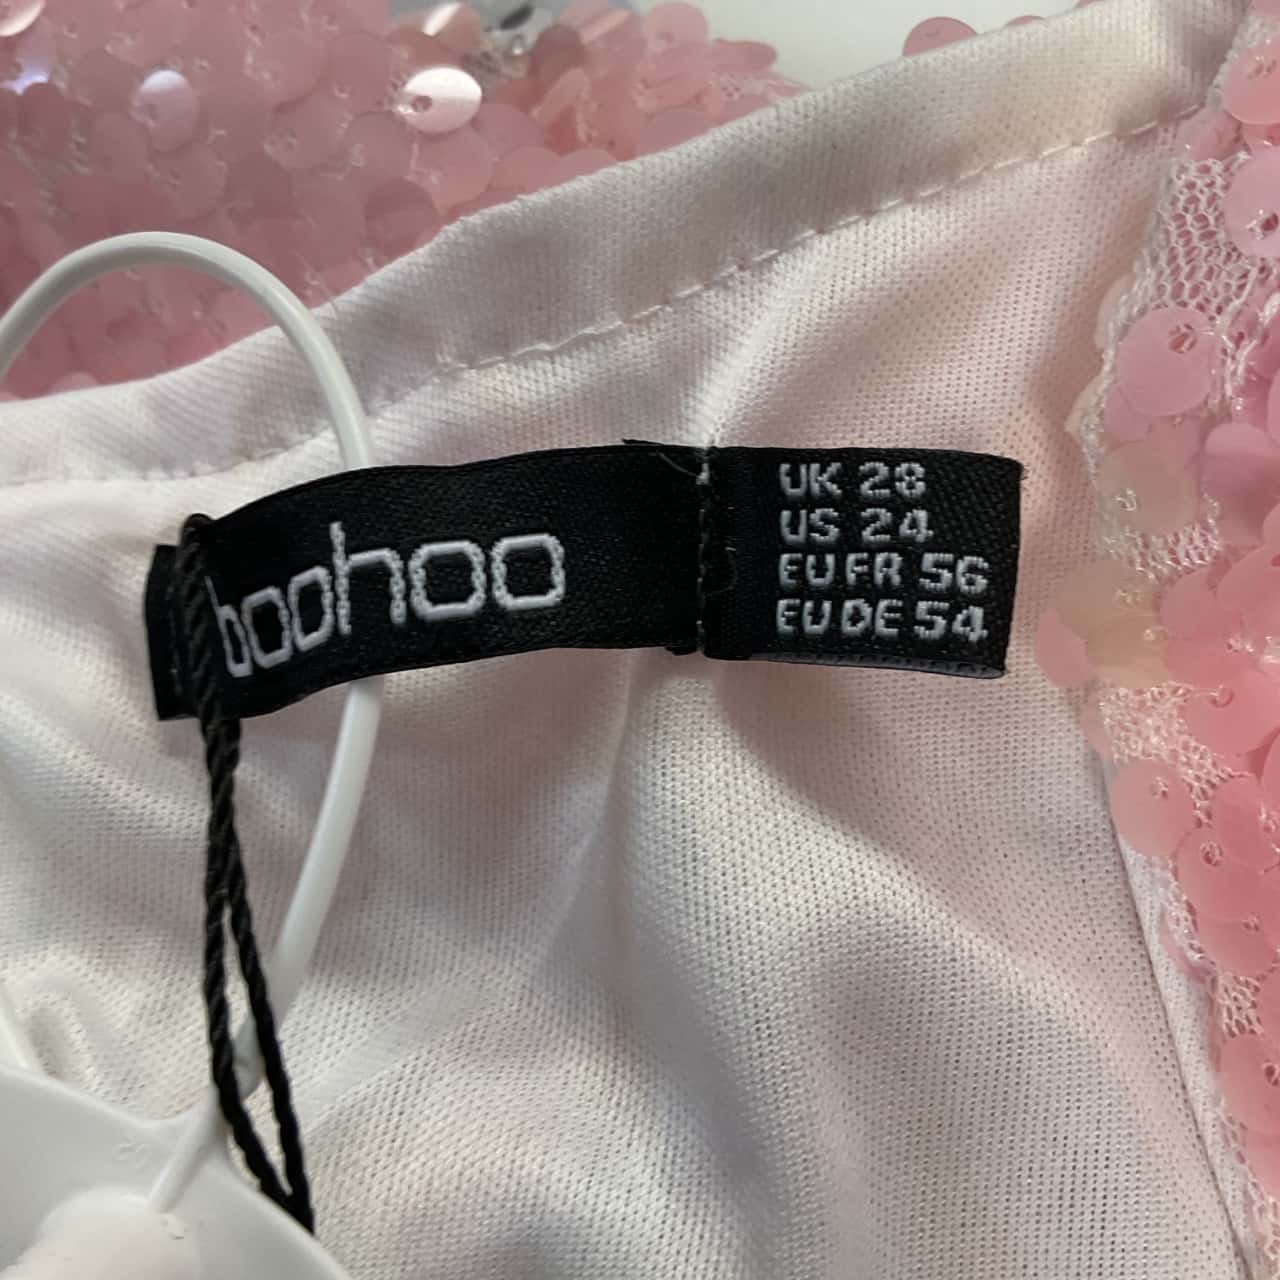 boohoo
UK 28
US 24
EU FR 56
EU DE 54